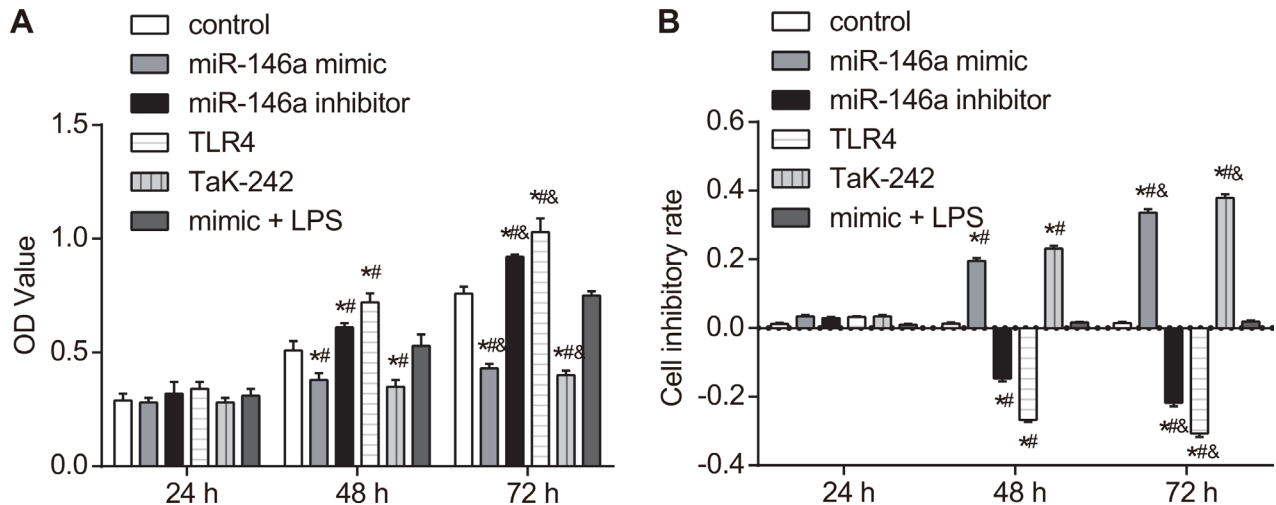 A
control
miR-146a mimic
miR-146a inhibitor
TLR4
TaK-242
mimic + LPS
OD Value
1.5
1.0
0.5
0.0
*#
*#
*#
*#
*#&
*#&
*#&
*#&
24 h
48 h
72 h
B
control
miR-146a mimic
miR-146a inhibitor
TLR4
TaK-242
mimic + LPS
Cell inhibitory rate
0.6
0.4
0.2
0.0
-0.2
-0.4
*#
*#
*#
*#
*#&
*#&
*#&
*#&
24 h
48 h
72 h